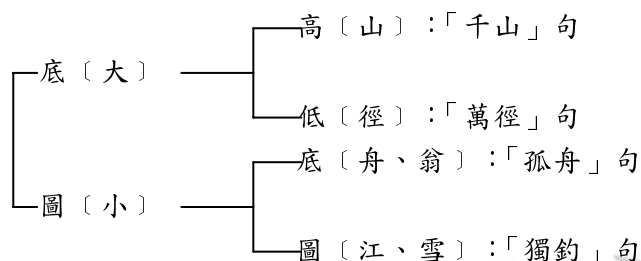 高〔山〕：「千山」句
底〔大〕
低〔徑〕：「萬徑」句
底〔舟、翁〕：「孤舟」句
圖〔小〕
圖〔江、雪〕：「獨釣」句